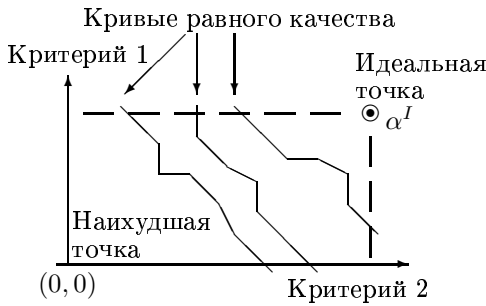 Кривые равного качества
Критерий 1
Идеальная
точка
α^I
Наихудшая
точка
(0,0)
Критерий 2